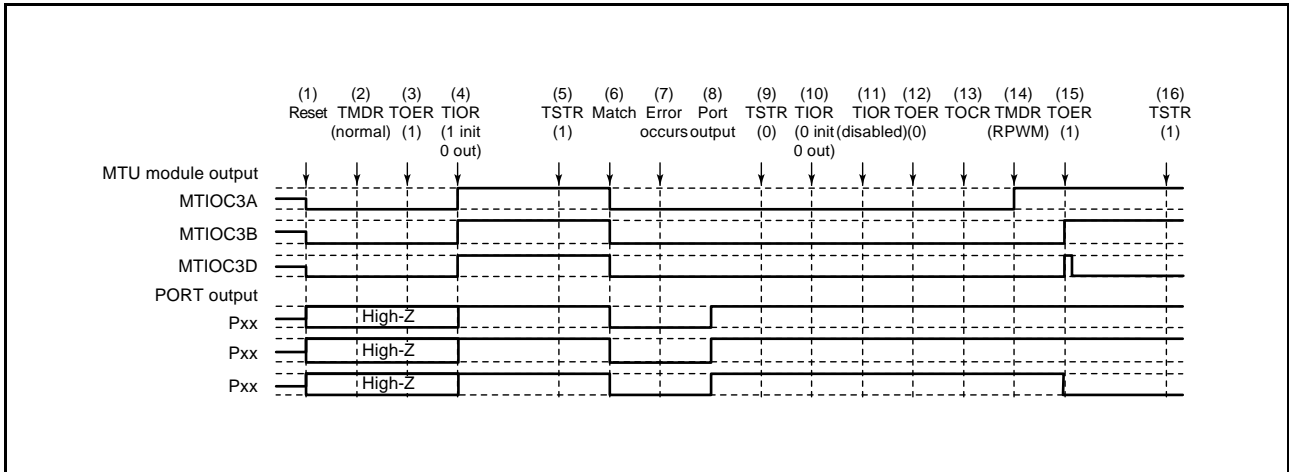 (1) (2) (3) (4) (5) (6) (7) (8) (9) (10) (11) (12) (13) (14) (15) (16)
Reset TMDR TOER TIOR TSTR Match Error Port TSTR TIOR TIOR TOER TOCR TMDR TOER TSTR
(normal) (1) (1 init (1) occurs output (0) (0 init (disabled) (0) (RPWM) (1) (1)
0 out) 0 out)
MTU module output
MTIOC3A
MTIOC3B
MTIOC3D
PORT output
Pxx High-Z
Pxx High-Z
Pxx High-Z